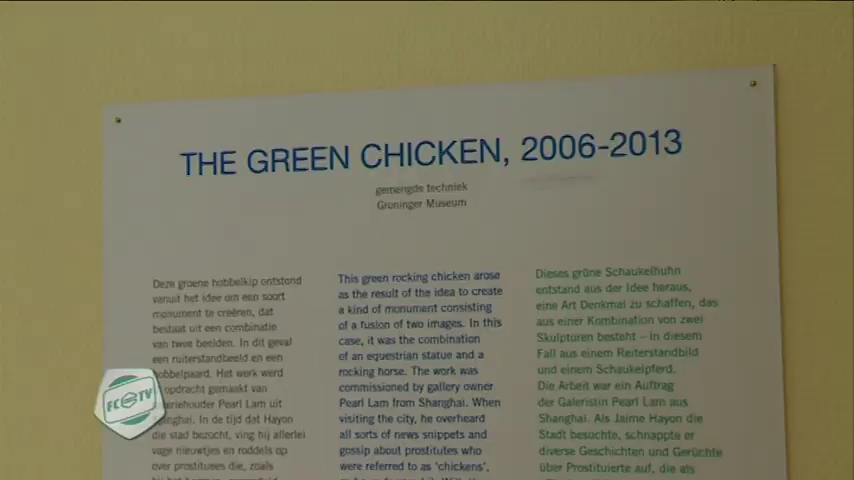 THE GREEN CHICKEN, 2006-2013
gemengde techniek
Groninger Museum
Deze groene hobbelkip ontstond
vanuit het idee om een soort
monument te creëren, dat
bestaat uit een combinatie
van twee beelden. In dit geval
een ruiterstandbeeld en een
hobbelpaard. Het werk werd
opdracht gemaakt van
Pearl Lam uit
In de tijd dat Hayon
die stad bezocht, ving hij allerlei
vage nieuwtjes en roddels op
over prostituees die, zoals
This green rocking chicken arose
as the result of the idea to create
a kind of monument consisting
of a fusion of two images. In this
case, it was the combination
of an equestrian statue and a
rocking horse. The work was
commissioned by gallery owner
Pearl Lam from Shanghai. When
visiting the city, he overheard
all sorts of news snippets and
gossip about prostitutes who
were referred to as 'chickens',
Dieses grüne Schaukelhuhn
entstand aus der Idee heraus,
eine Art Denkmal zu schaffen, das
aus einer Kombination von zwei
Skulpturen besteht – in diesem
Fall aus einem Reiterstandbild
und einem Schaukelpferd.
Die Arbeit war ein Auftrag
der Galeristin Pearl Lam aus
Shanghai. Als Jaime Hayon die
Stadt besuchte, schnappte er
diverse Geschichten und Gerüchte
über Prostituierte auf, die als
FC TV